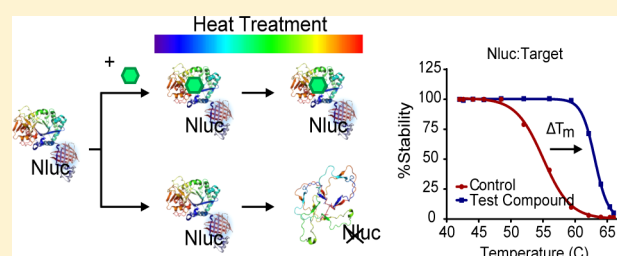 Heat Treatment
+
Nluc
Nluc
Nluc
Nluc
Nluc
Nluc:Target
125
100
75
50
25
0
%Stability
ΔTm
Control
Test Compound
40 45 50 55 60 65
Temperature (C)